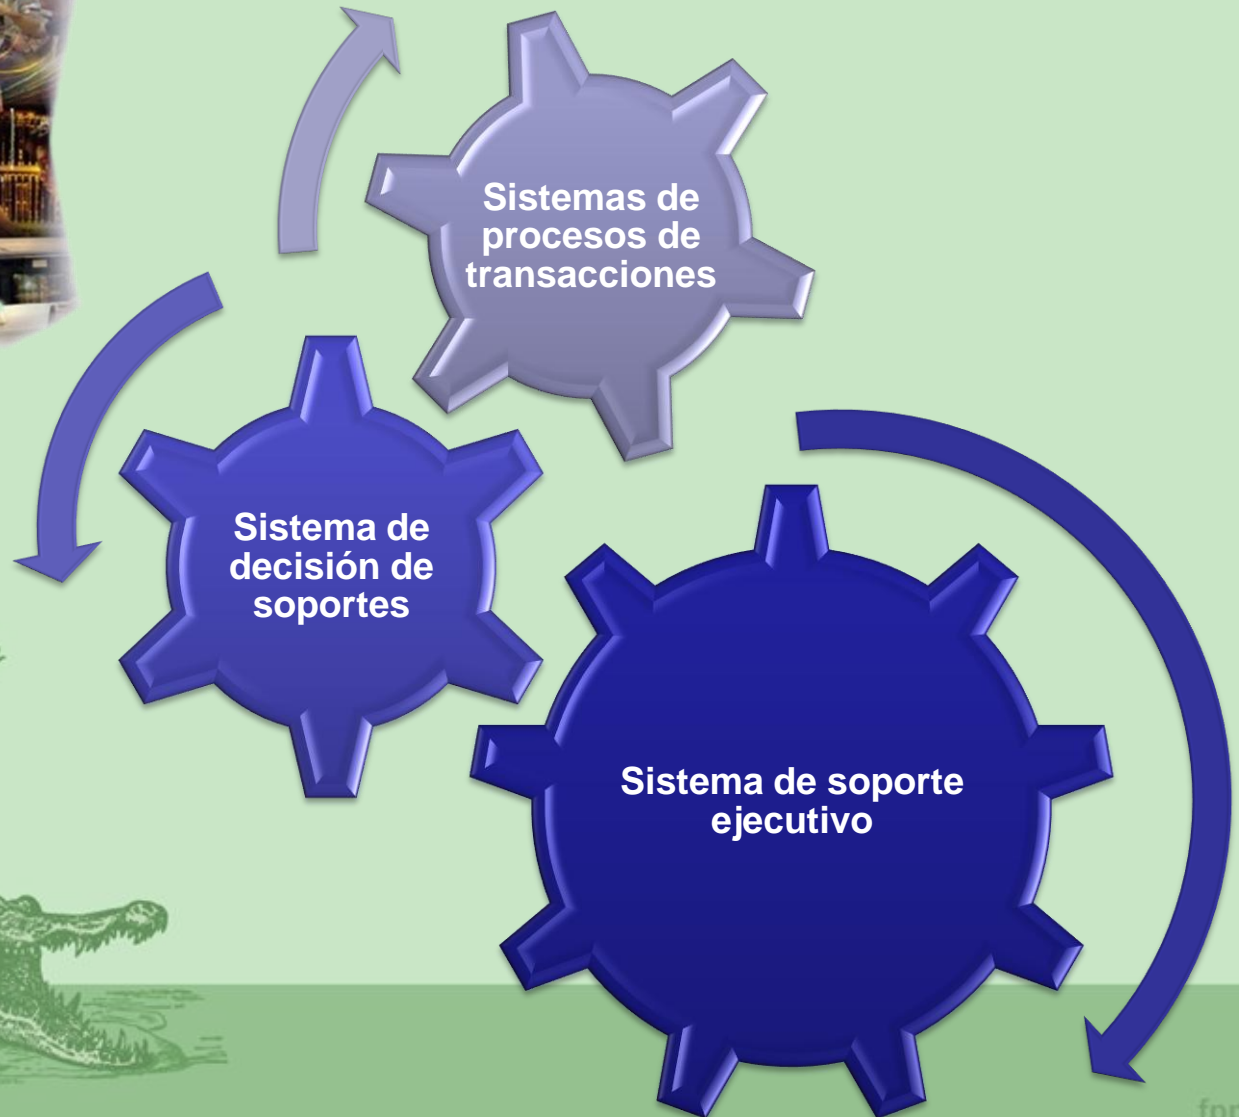 Sistemas de
procesos de
transacciones
Sistema de
decisión de
soportes
Sistema de soporte
ejecutivo